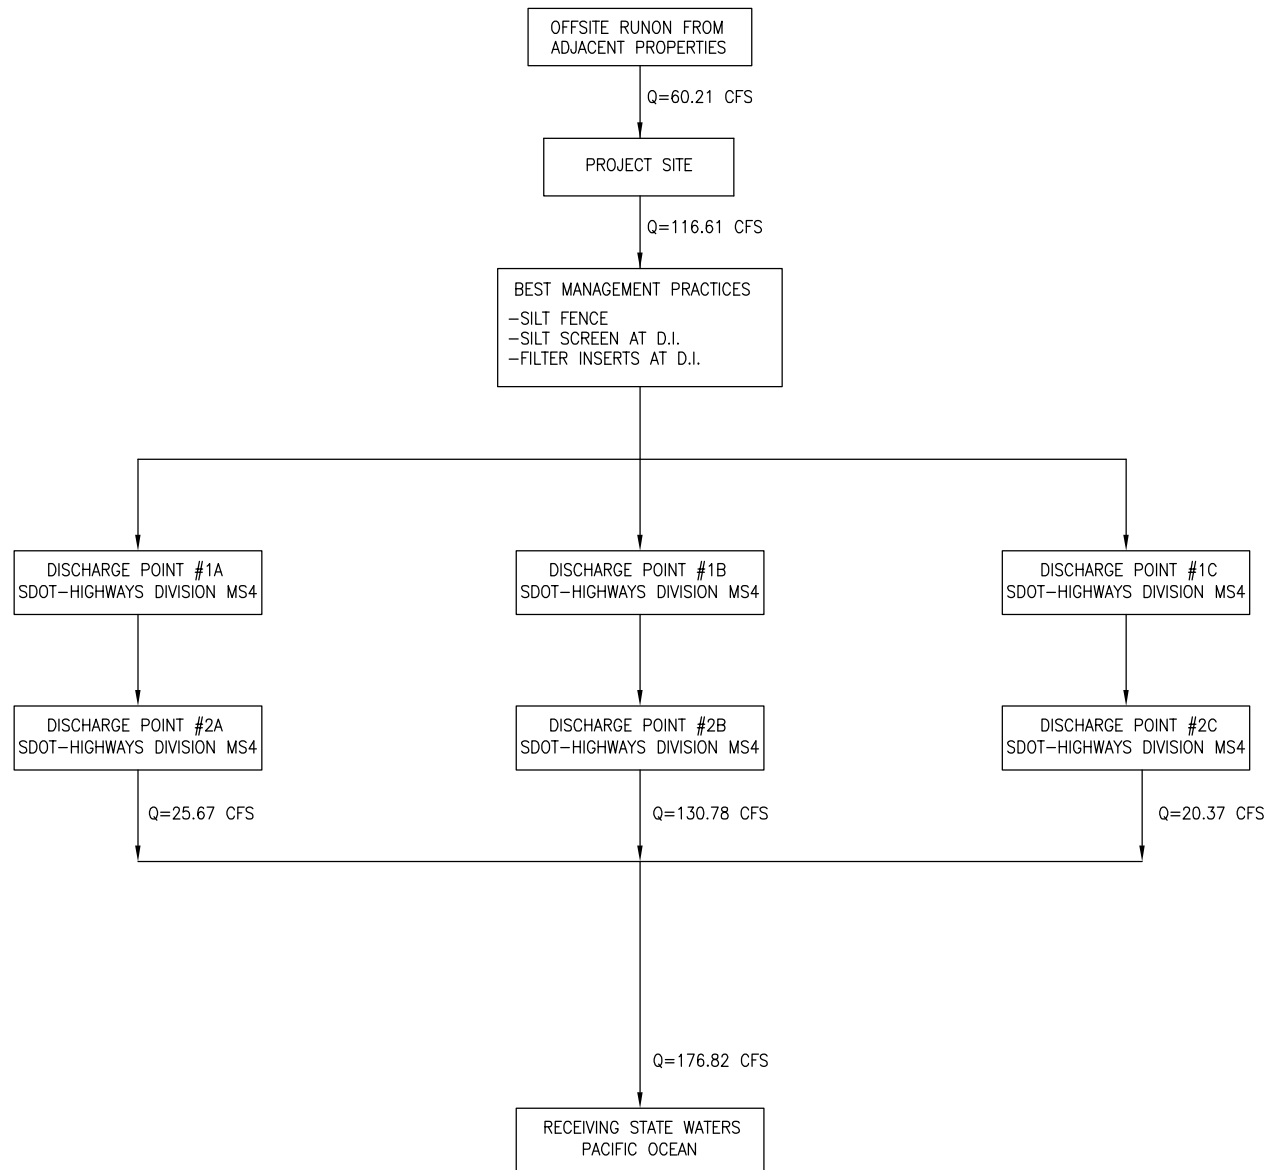 OFFSITE RUNON FROM
ADJACENT PROPERTIES
Q=60.21 CFS
PROJECT SITE
Q=116.61 CFS
BEST MANAGEMENT PRACTICES
-SILT FENCE
-SILT SCREEN AT D.I.
-FILTER INSERTS AT D.I.
DISCHARGE POINT #1A
SDOT-HIGHWAYS DIVISION MS4
DISCHARGE POINT #1B
SDOT-HIGHWAYS DIVISION MS4
DISCHARGE POINT #1C
SDOT-HIGHWAYS DIVISION MS4
DISCHARGE POINT #2A
SDOT-HIGHWAYS DIVISION MS4
DISCHARGE POINT #2B
SDOT-HIGHWAYS DIVISION MS4
DISCHARGE POINT #2C
SDOT-HIGHWAYS DIVISION MS4
Q=25.67 CFS
Q=130.78 CFS
Q=20.37 CFS
Q=176.82 CFS
RECEIVING STATE WATERS
PACIFIC OCEAN